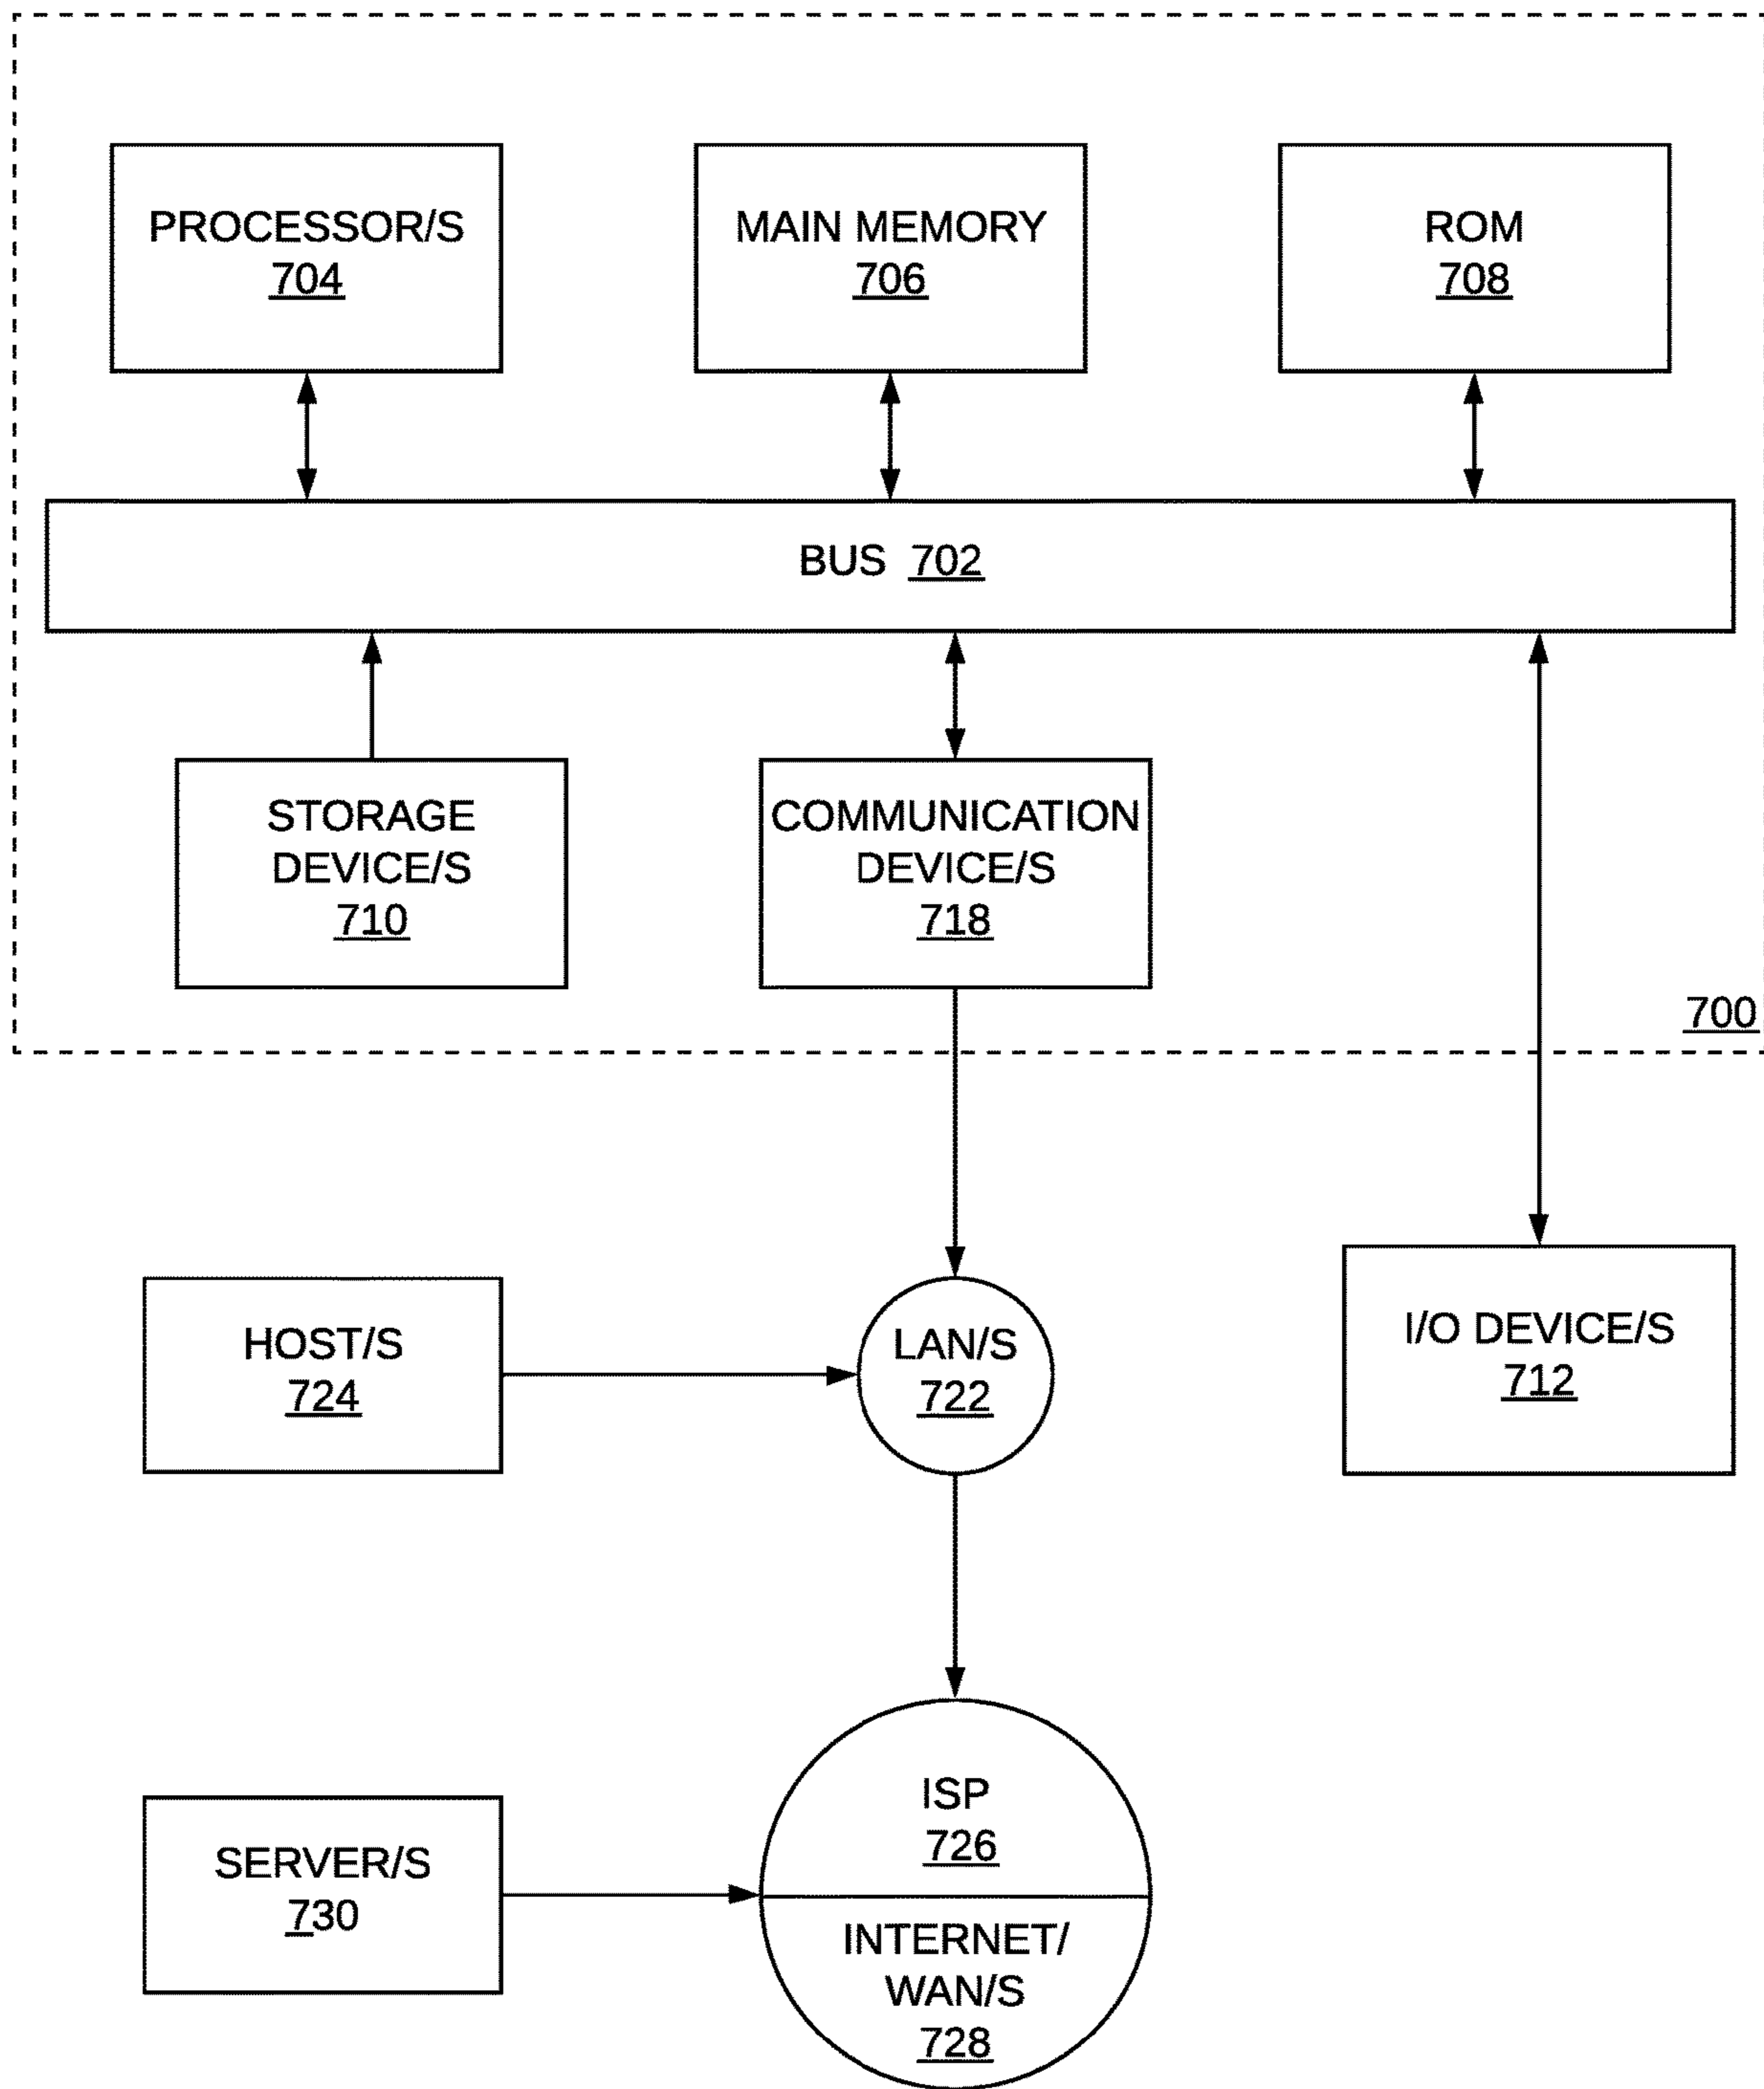 PROCESSOR/S
704
MAIN MEMORY
706
ROM
708
BUS 702
STORAGE
DEVICE/S
710
COMMUNICATION
DEVICE/S
718
700
HOST/S
724
LAN/S
722
I/O DEVICE/S
712
SERVER/S
730
ISP
726
INTERNET/
WAN/S
728